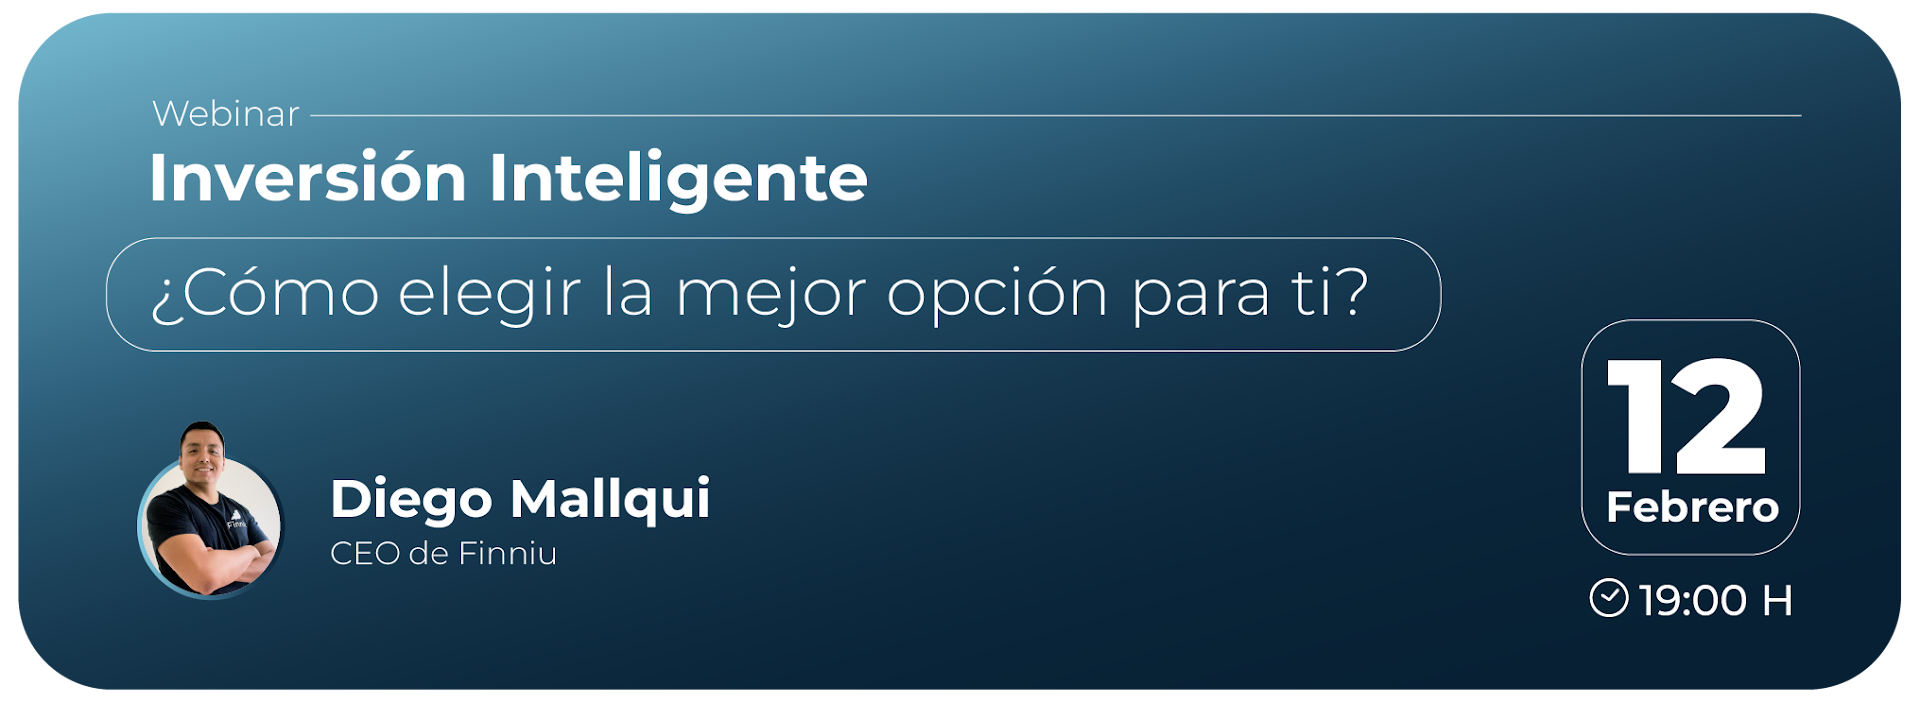 Webinar
Inversión Inteligente
¿Cómo elegir la mejor opción para ti?
12
Febrero
Diego Mallqui
CEO de Finniu
19:00 H